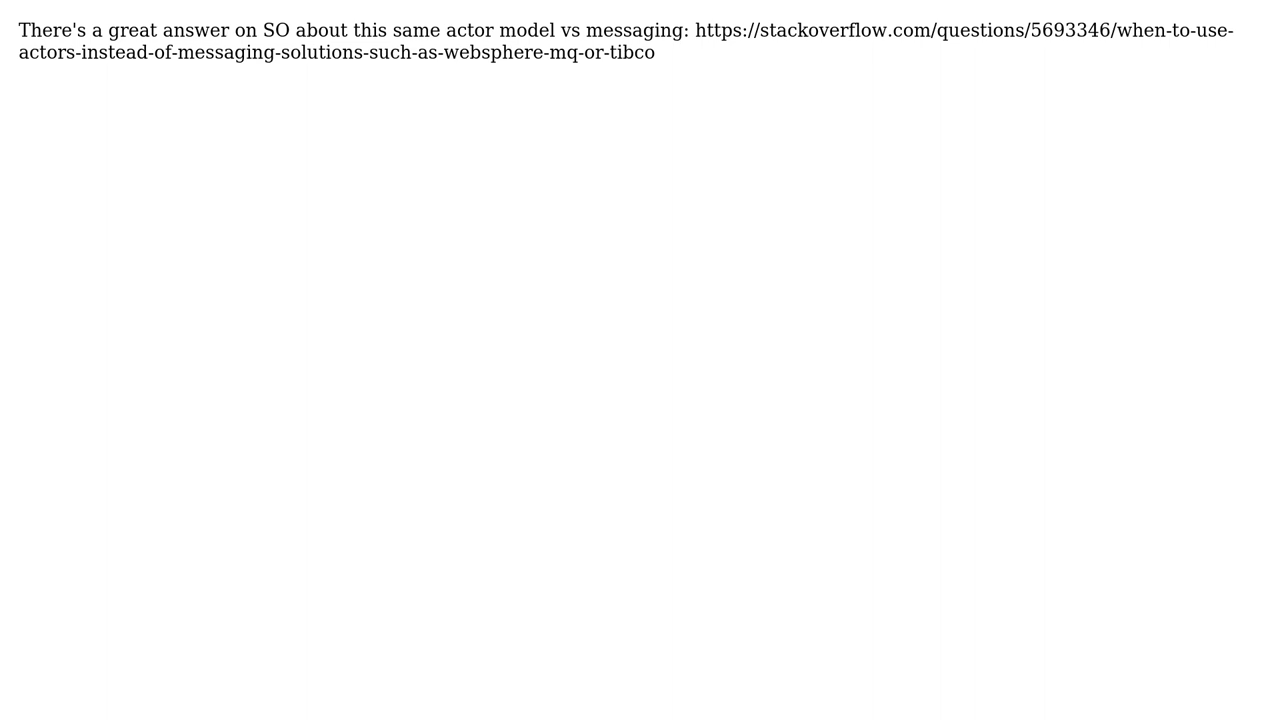 There's a great answer on SO about this same actor model vs messaging: https://stackoverflow.com/questions/5693346/when-to-use-
actors-instead-of-messaging-solutions-such-as-websphere-mq-or-tibco